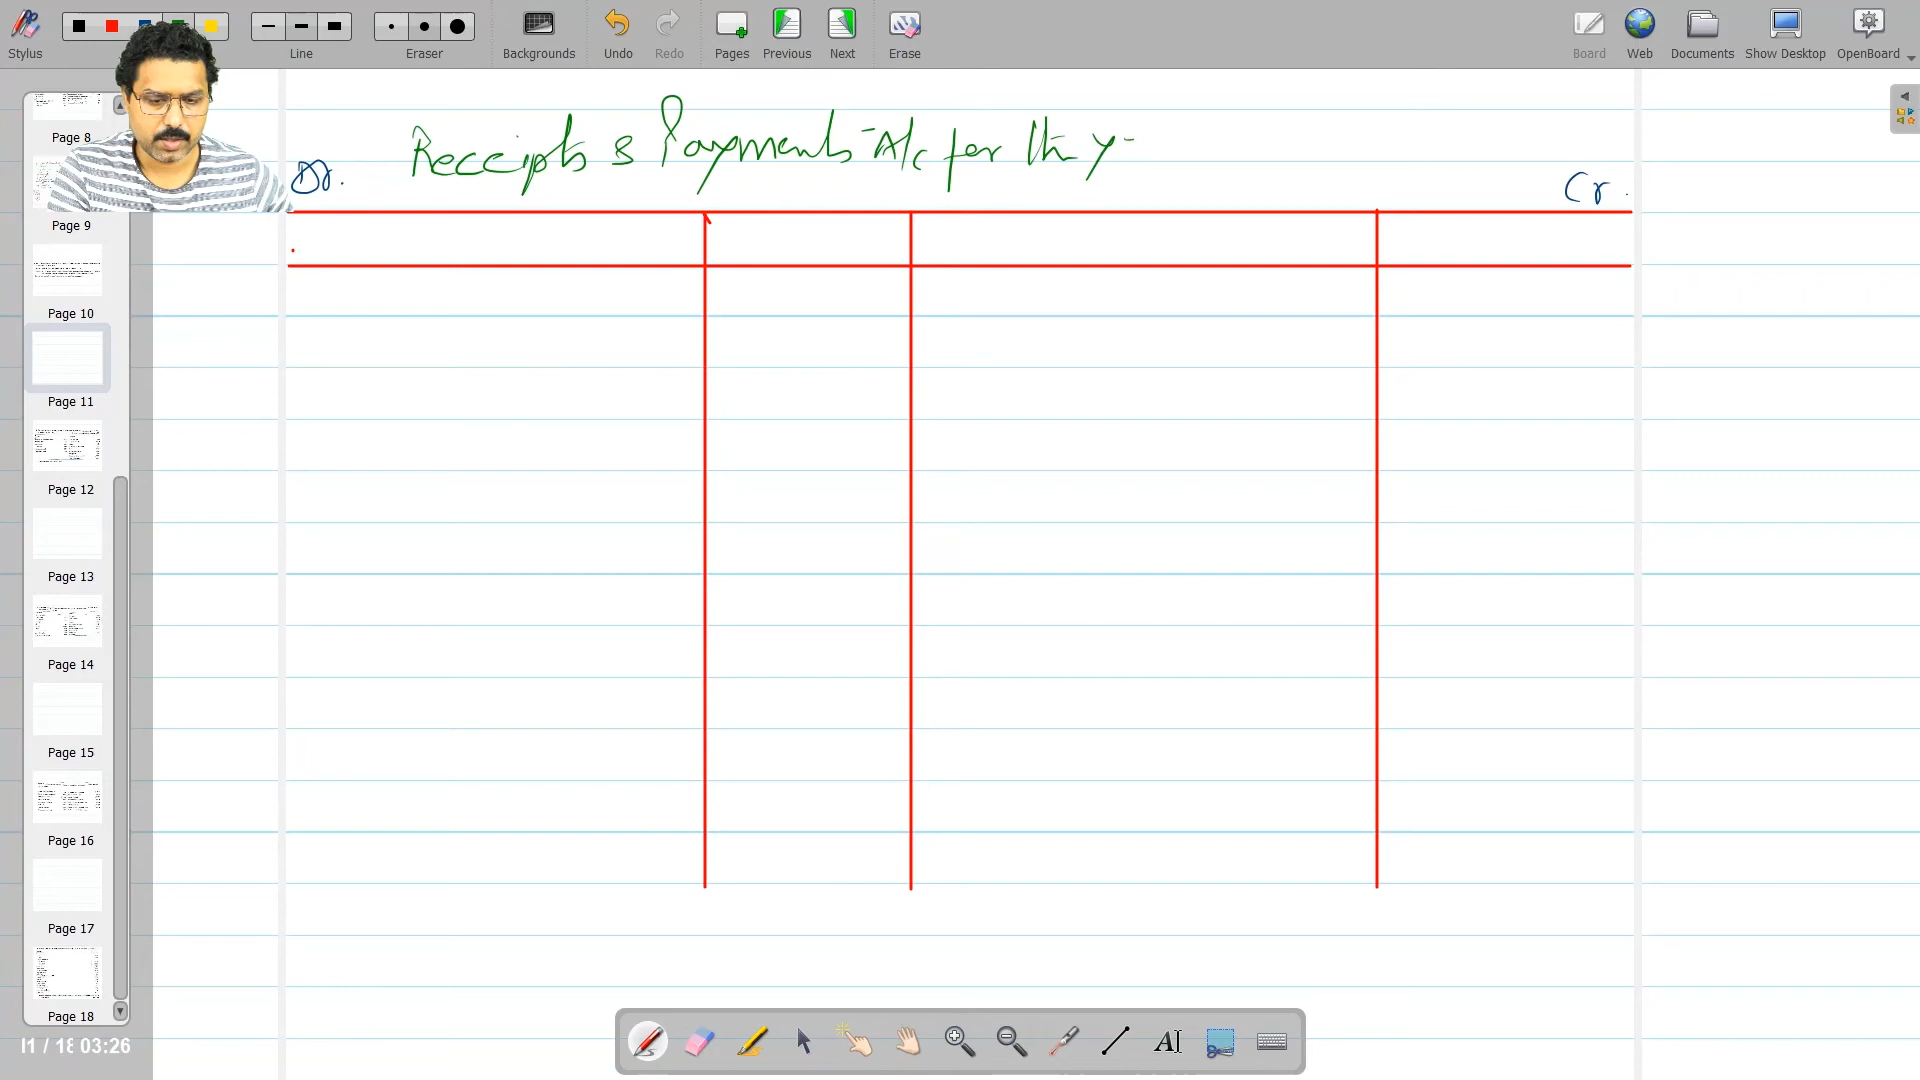 Stylus
Line
Eraser
Backgrounds
Undo
Redo
Pages
Previous
Next
Erase
Board
Web
Documents
Show Desktop
OpenBoard
Receipts & Payments A/c for the y
Dr.
Cr.
Page 8
Page 9
Page 10
Page 11
Page 12
Page 13
Page 14
Page 15
Page 16
Page 17
Page 18
11 / 18 03:26